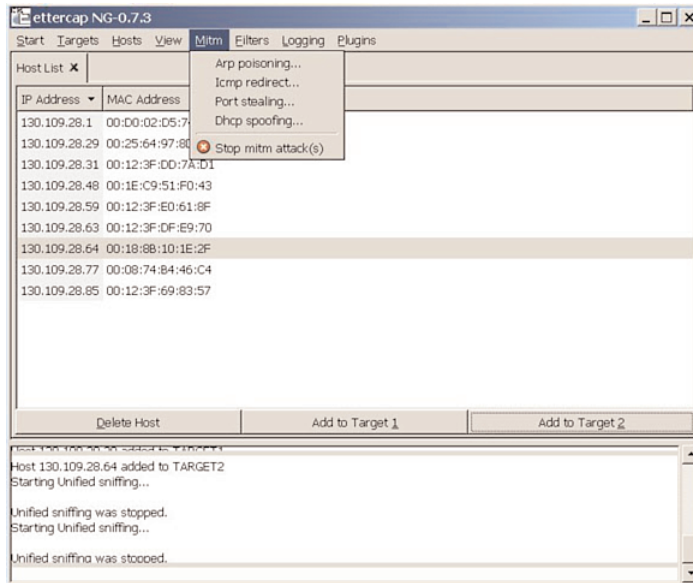 ettercap NG-0.7.3
Start Targets Hosts View Mitm Filters Logging Plugins
Host List
Arp poisoning...
Icmp redirect...
Port stealing...
Dhcp spoofing...
Stop mitm attack(s)
IP Address MAC Address
130.109.28.1 00:D0:02:D5:7
130.109.28.29 00:25:64:97:8
130.109.28.31 00:12:3F:DD:7A:D1
130.109.28.48 00:1E:C9:51:F0:43
130.109.28.59 00:12:3F:E0:61:8F
130.109.28.63 00:12:3F:DF:E9:70
130.109.28.64 00:18:8B:10:1E:2F
130.109.28.77 00:08:74:B4:46:C4
130.109.28.85 00:12:3F:69:83:57
Delete Host Add to Target 1 Add to Target 2
Host 130.109.28.64 added to TARGET2
Starting Unified sniffing...
Unified sniffing was stopped.
Starting Unified sniffing...
Unified sniffing was stopped.